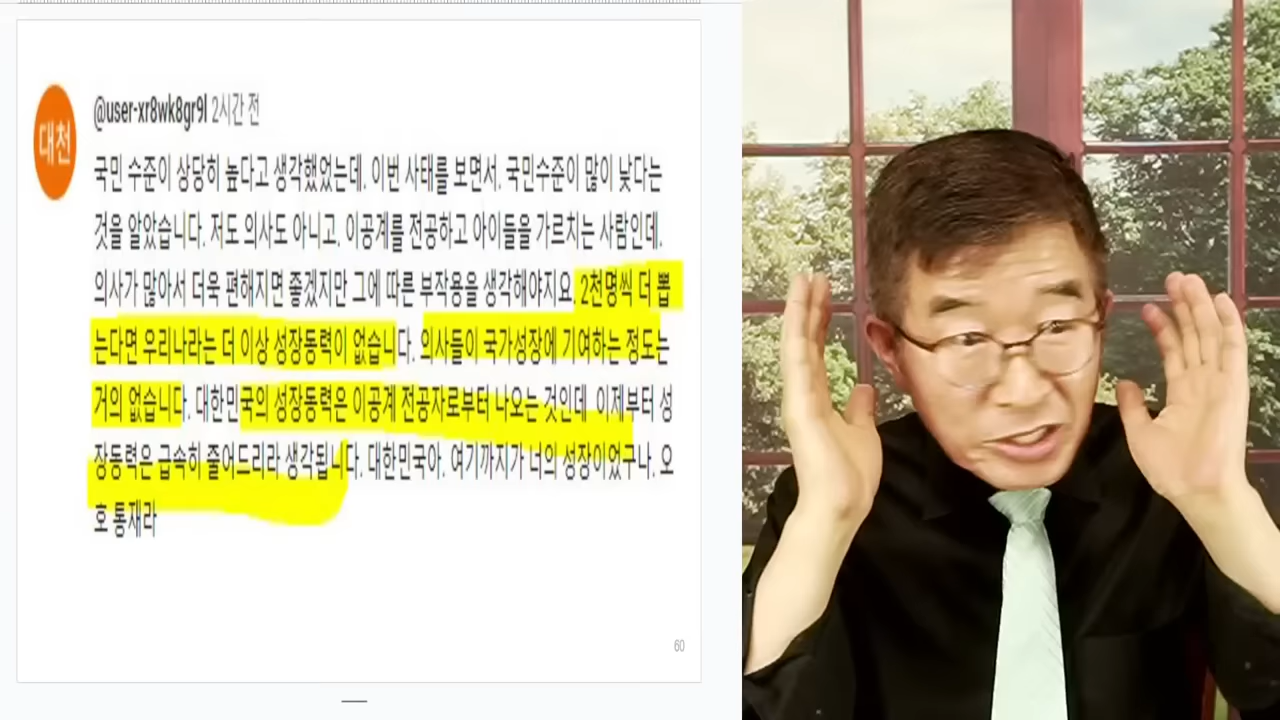 대천
@user-xr8wk8gr9l 2시간 전
국민 수준이 상당히 높다고 생각했었는데. 이번 사태를 보면서. 국민수준이 많이 낮다는
것을 알았습니다. 저도 의사도 아니고. 이공계를 전공하고 아이들을 가르치는 사람인데.
의사가 많아서 더욱 편해지면 좋겠지만 그에 따른 부작용을 생각해야지요. 2천명씩 더 뽑
는다면 우리나라는 더 이상 성장동력이 없습니다. 의사들이 국가성장에 기여하는 정도는
거의 없습니다. 대한민국의 성장동력은 이공계 전공자로부터 나오는 것인데 이제부터 성
장동력은 급속히 줄어드리라 생각됩니다. 대한민국아. 여기까지가 너의 성장이었구나. 오
호 통재라
60